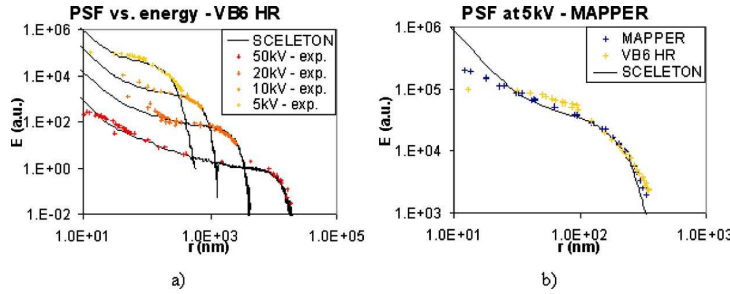 PSF vs. energy - VB6 HR
1.E+06
1.E+04
1.E+02
1.E+00
1.E-02
E (a.u.)
SCELETON
50kV - exp.
20kV - exp.
10kV - exp.
5kV - exp.
1.0E+01
1.0E+03
1.0E+05
r (nm)
a)
PSF at 5kV - MAPPER
1.E+06
1.E+05
1.E+04
1.E+03
E (a.u.)
MAPPER
VB6 HR
SCELETON
1.0E+01
1.0E+02
1.0E+03
r (nm)
b)